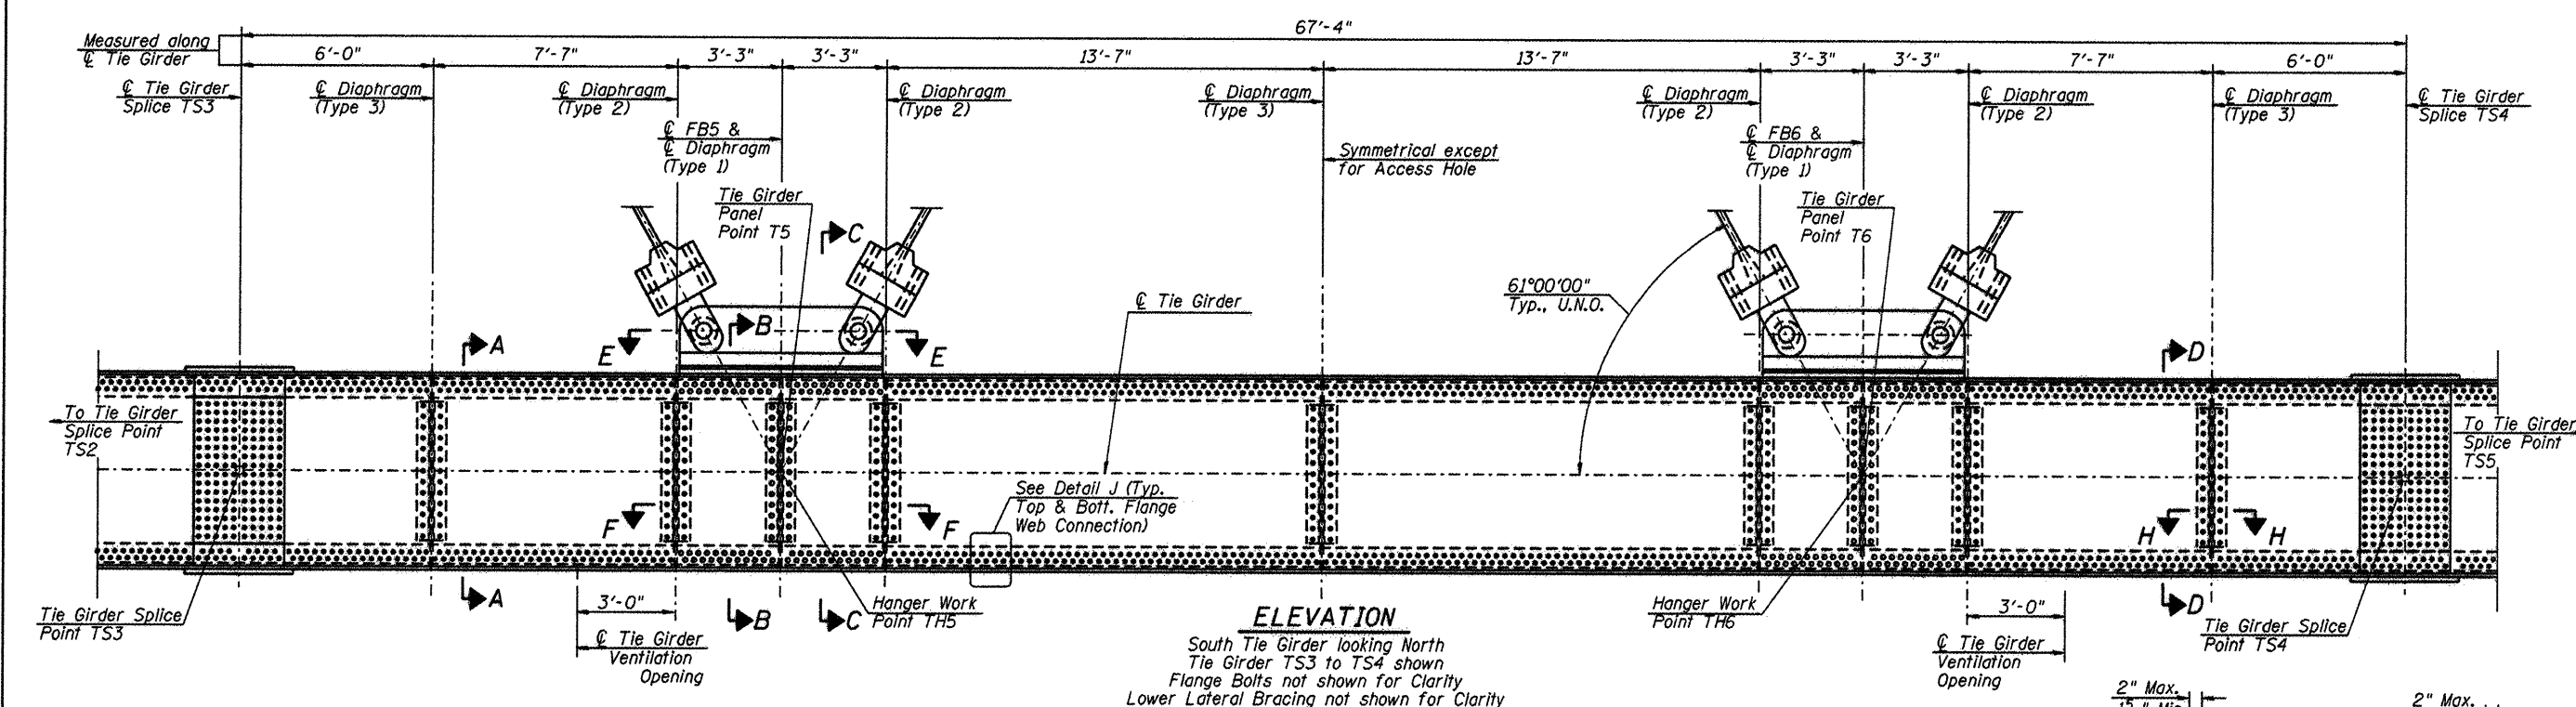 67'-4"
Measured along
℄ Tie Girder
6'-0"
7'-7"
3'-3"
3'-3"
13'-7"
13'-7"
3'-3"
3'-3"
7'-7"
6'-0"
℄ Tie Girder
Splice TS3
℄ Diaphragm
(Type 3)
℄ Diaphragm
(Type 2)
℄ FB5 &
℄ Diaphragm
(Type 1)
℄ Diaphragm
(Type 2)
℄ Diaphragm
(Type 3)
Symmetrical except
for Access Hole
℄ Diaphragm
(Type 2)
℄ FB6 &
℄ Diaphragm
(Type 1)
℄ Diaphragm
(Type 2)
℄ Diaphragm
(Type 3)
℄ Tie Girder
Splice TS4
Tie Girder
Panel
Point T5
Tie Girder
Panel
Point T6
C
℄ Tie Girder
61°00'00"
Typ., U.N.O.
A
E
B
E
D
To Tie Girder
Splice Point
TS2
To Tie Girder
Splice Point
TS5
See Detail J (Typ.
Top & Bott. Flange
Web Connection)
F
F
H
H
A
3'-0"
B
C
Hanger Work
Point TH5
Hanger Work
Point TH6
3'-0"
D
Tie Girder Splice
Point TS3
℄ Tie Girder
Ventilation
Opening
℄ Tie Girder
Ventilation
Opening
Tie Girder Splice
Point TS4
ELEVATION
South Tie Girder looking North
Tie Girder TS3 to TS4 shown
Flange Bolts not shown for Clarity
Lower Lateral Bracing not shown for Clarity
2" Max.
2" Max.